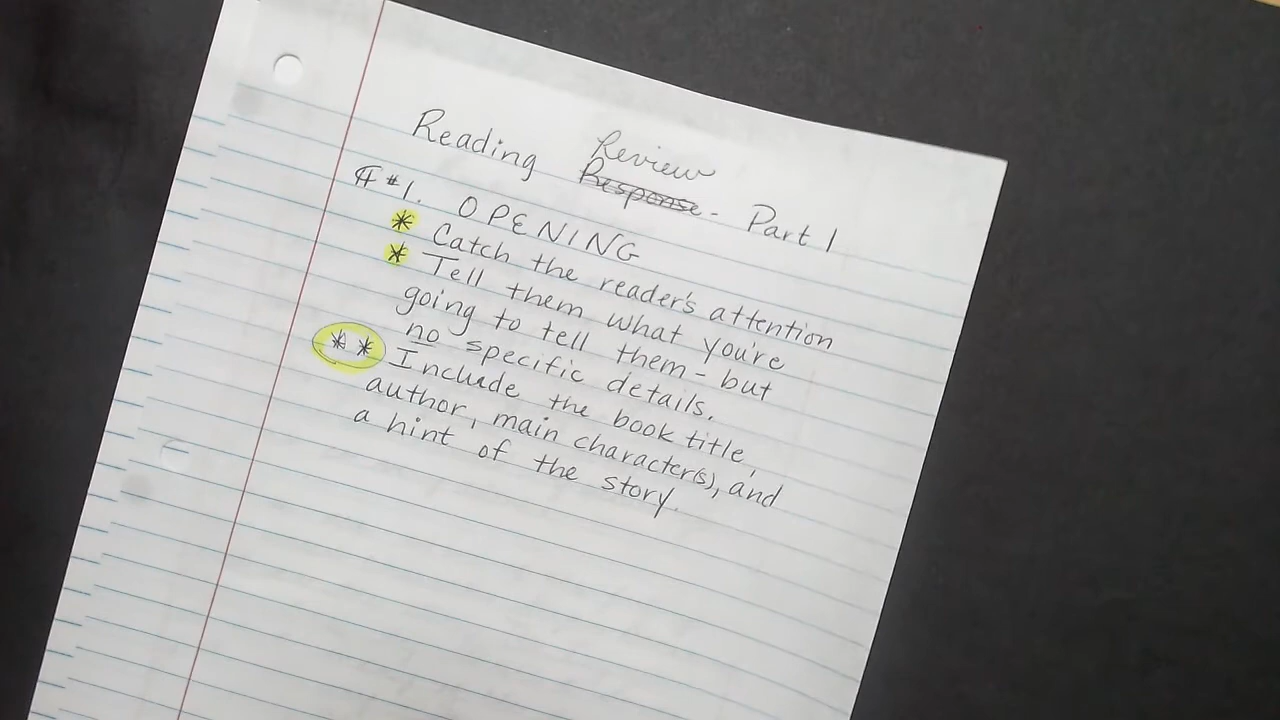 Reading Review
Response - Part 1
¶ #1. OPENING
* Catch the reader's attention
* Tell them what you're
going to tell them - but
no specific details.
** Include the book title,
author, main character(s), and
a hint of the story.